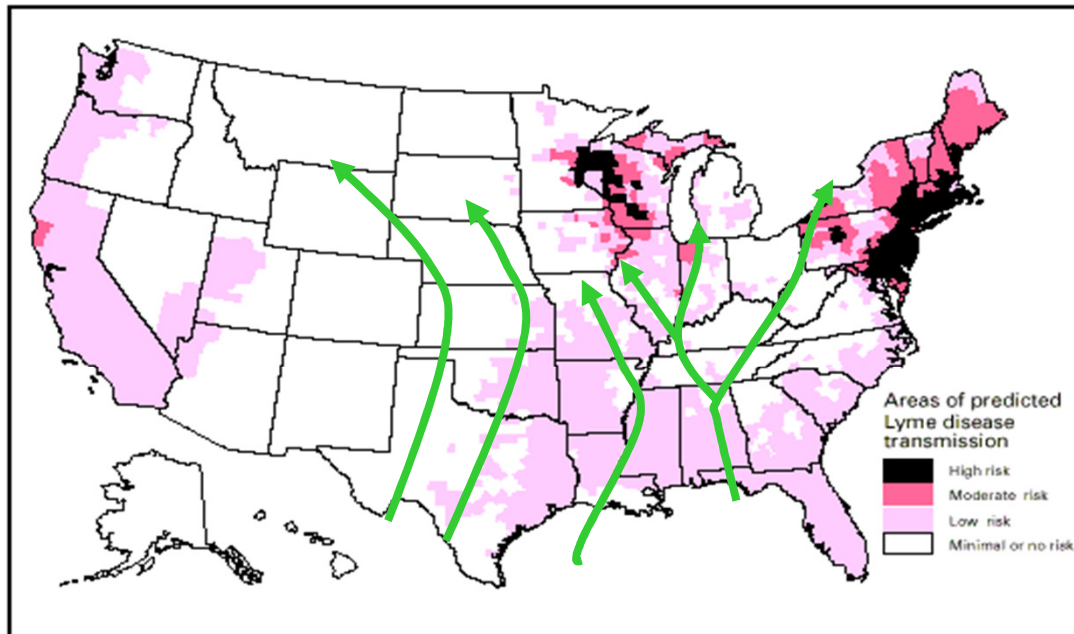 Areas of predicted
Lyme disease
transmission
High risk
Moderate risk
Low risk
Minimal or no risk